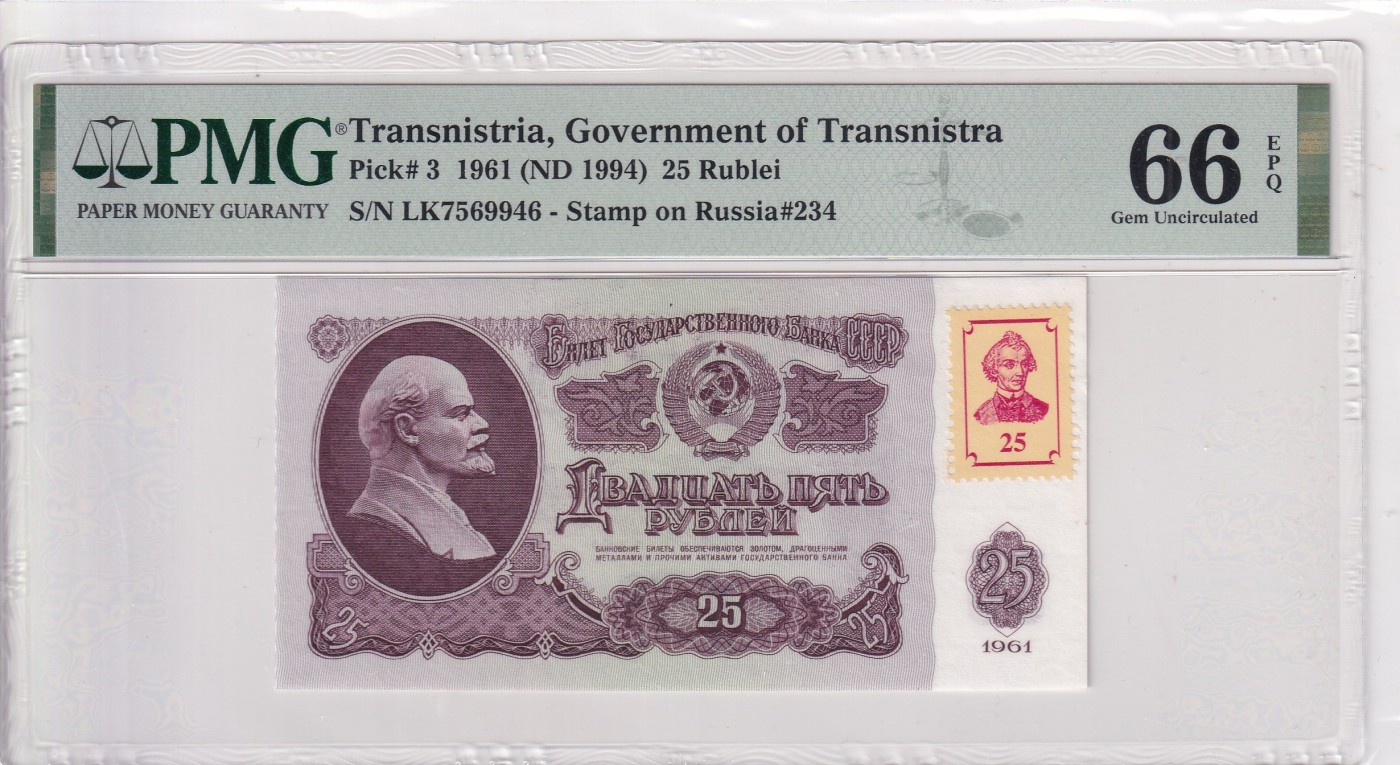 PMG®
PAPER MONEY GUARANTY
Transnistria, Government of Transnistra
Pick# 3 1961 (ND 1994) 25 Rublei
S/N LK7569946 - Stamp on Russia#234
66 EPQ
Gem Uncirculated
БИЛЕТ ГОСУДАРСТВЕННОГО БАНКА СССР
25
ДВАДЦАТЬ ПЯТЬ
РУБЛЕЙ
БАНКОВСКИЕ БИЛЕТЫ ОБЕСПЕЧИВАЮТСЯ ЗОЛОТОМ, ДРАГОЦЕННЫМИ
МЕТАЛЛАМИ И ПРОЧИМИ АКТИВАМИ ГОСУДАРСТВЕННОГО БАНКА
25
25
25
25
1961